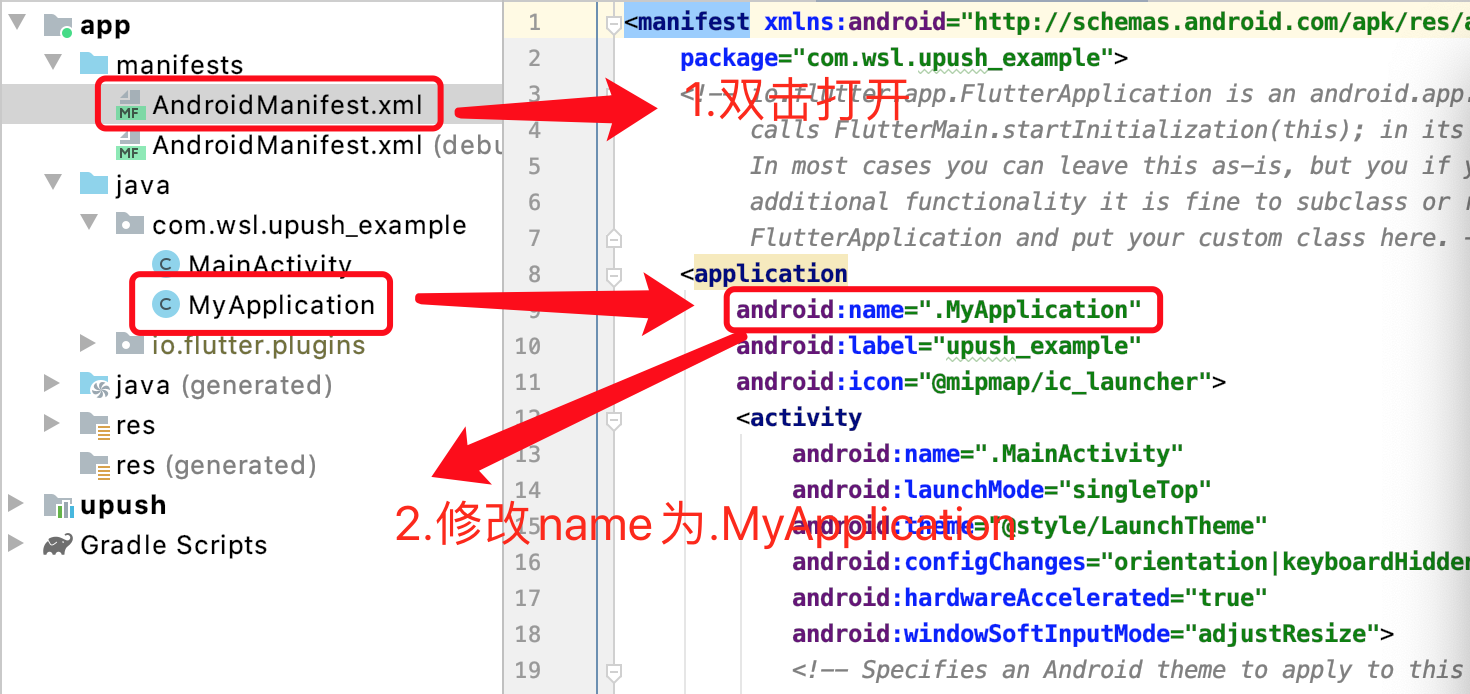 app
manifests
AndroidManifest.xml
AndroidManifest.xml (debu
java
com.wsl.upush_example
MainActivity
MyApplication
io.flutter.plugins
java (generated)
res
res (generated)
upush
Gradle Scripts
1.双击打开
2.修改name为.MyApplication
1 <manifest xmlns:android="http://schemas.android.com/apk/res/a
2 package="com.wsl.upush_example">
3 <!-- io.flutter.app.FlutterApplication is an android.app.
4 calls FlutterMain.startInitialization(this); in its
5 In most cases you can leave this as-is, but you if y
6 additional functionality it is fine to subclass or
7 FlutterApplication and put your custom class here. -
8 <application
9 android:name=".MyApplication"
10 android:label="upush_example"
11 android:icon="@mipmap/ic_launcher">
12 <activity
13 android:name=".MainActivity"
14 android:launchMode="singleTop"
15 android:theme="@style/LaunchTheme"
16 android:configChanges="orientation|keyboardHidden
17 android:hardwareAccelerated="true"
18 android:windowSoftInputMode="adjustResize">
19 <!-- Specifies an Android theme to apply to this